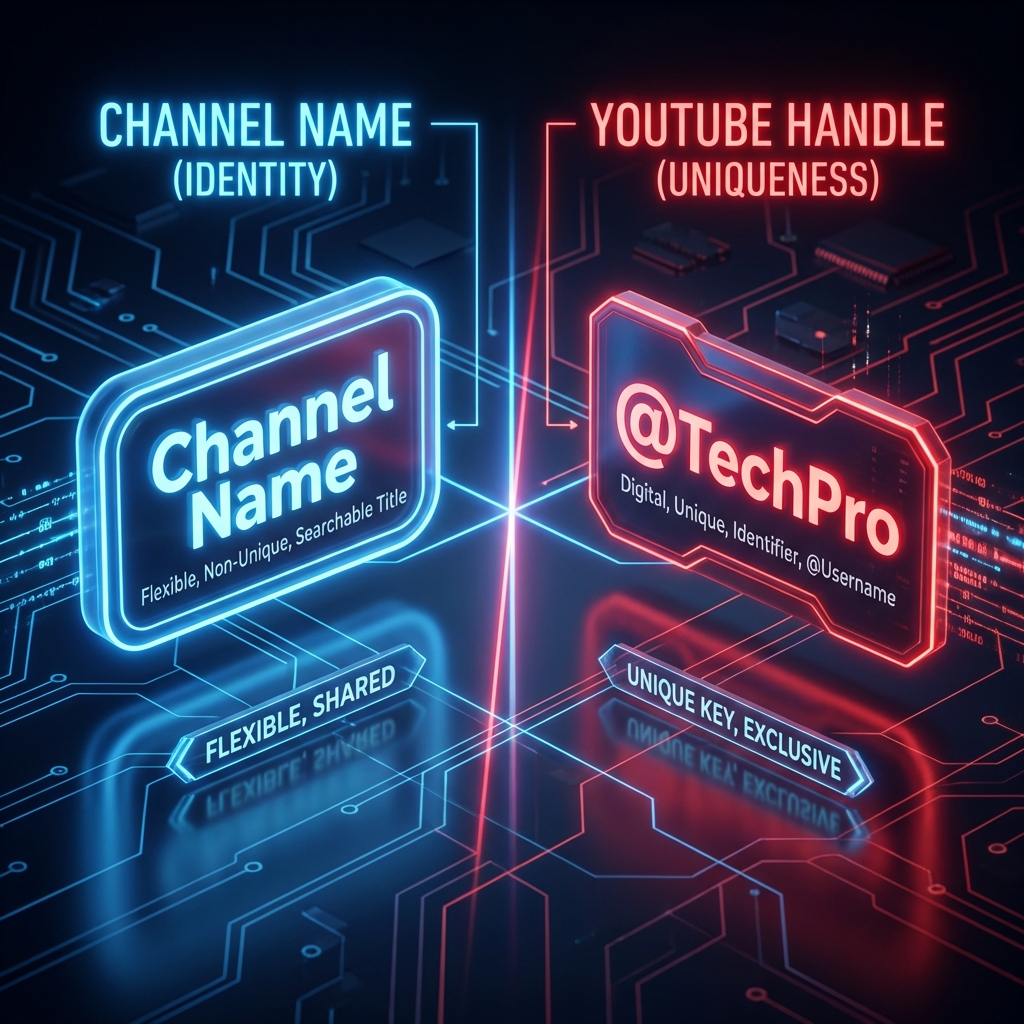 CHANNEL NAME
(IDENTITY)
YOUTUBE HANDLE
(UNIQUENESS)
Channel
Name
Flexible, Non-Unique, Searchable Title
@TechPro
Digital, Unique, Identifier, @Username
FLEXIBLE, SHARED
UNIQUE KEY, EXCLUSIVE